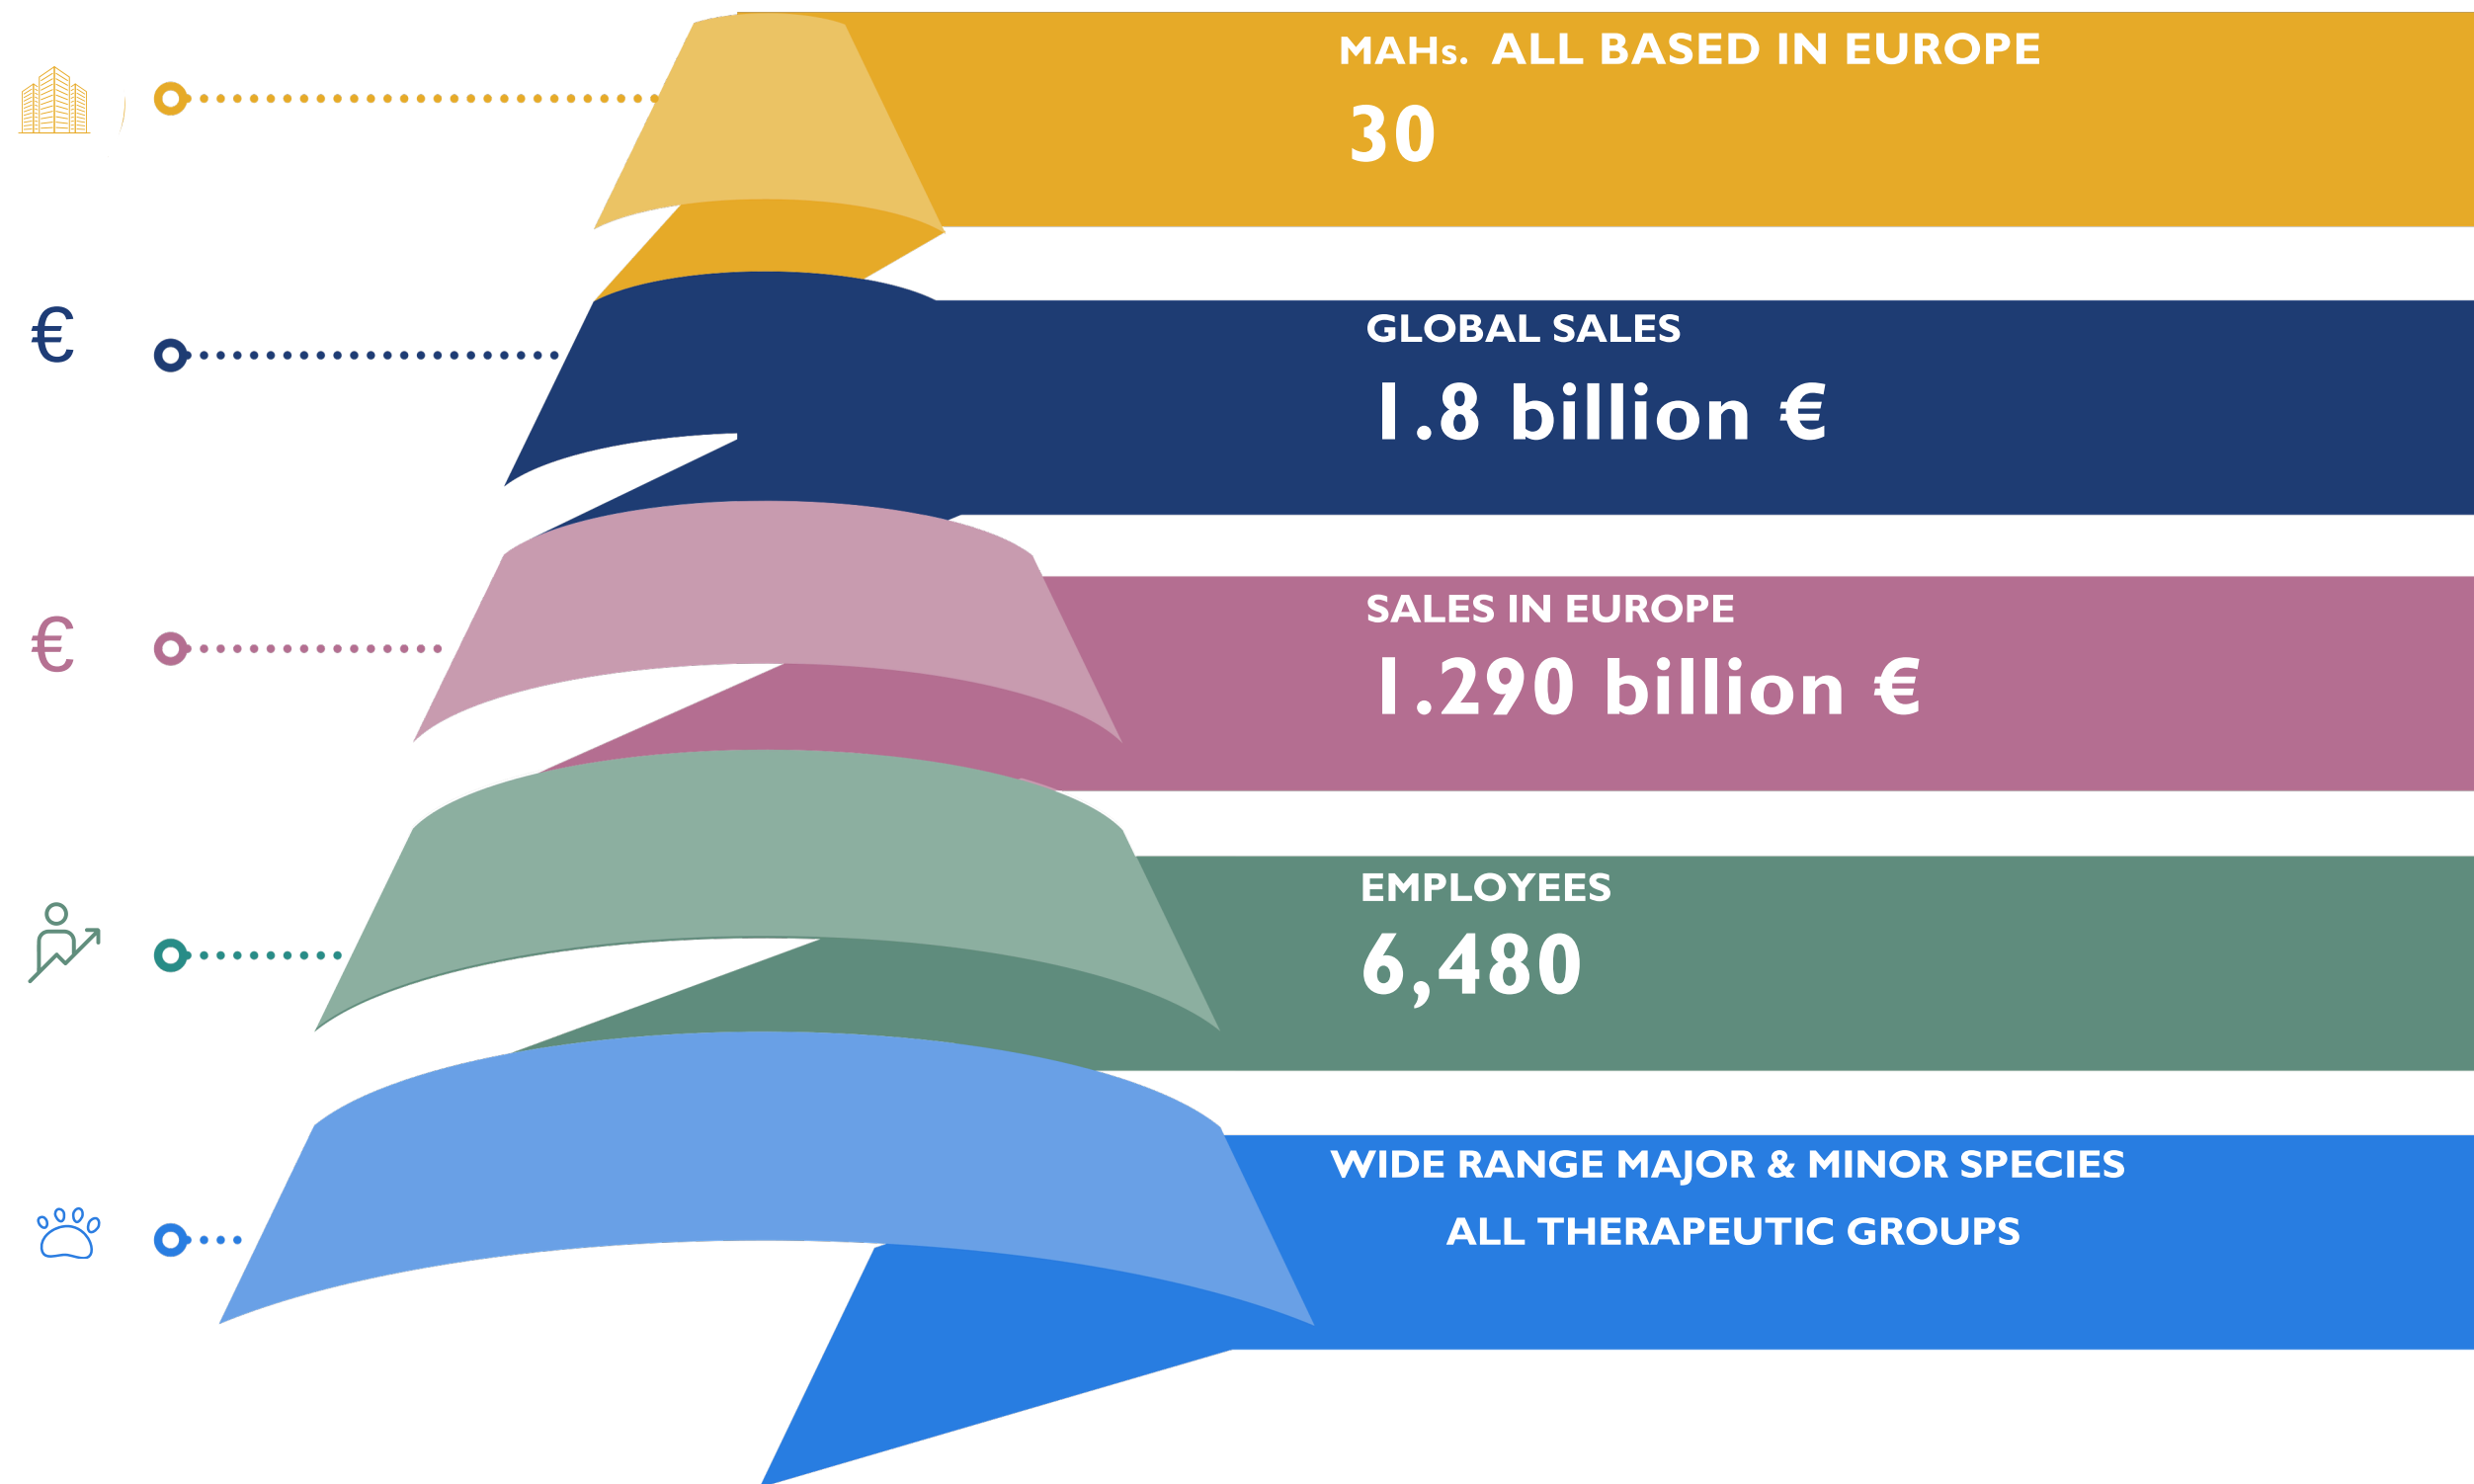 MAHs. ALL BASED IN EUROPE
30
€
GLOBAL SALES
1.8 billion €
€
SALES IN EUROPE
1.290 billion €
EMPLOYEES
6,480
WIDE RANGE MAJOR & MINOR SPECIES
ALL THERAPEUTIC GROUPS